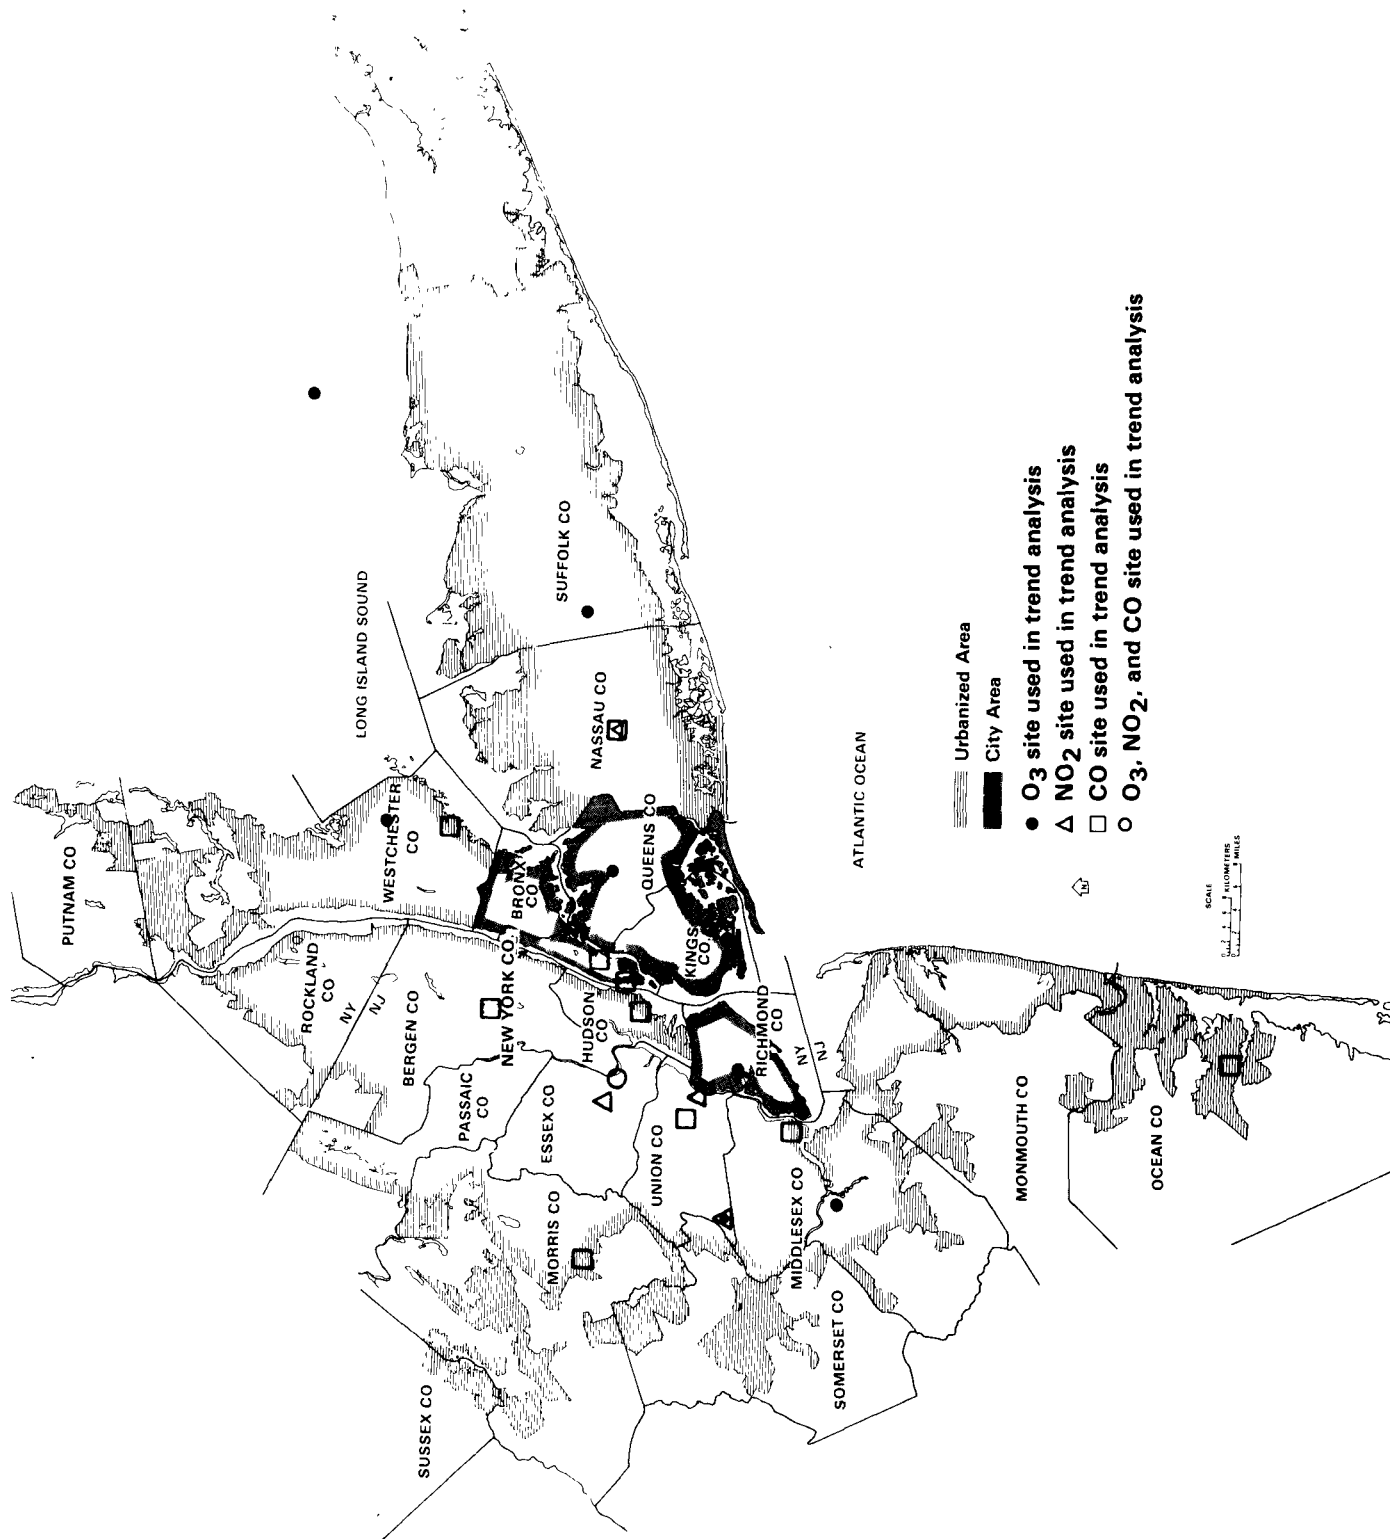 PUTNAM CO
WESTCHESTER
CO
ROCKLAND
CO
NY
NJ
BERGEN CO
PASSAIC
CO
SUSSEX CO
MORRIS CO
ESSEX CO
UNION CO
HUDSON
CO
NEW YORK CO.
BRONX
CO
QUEENS CO
KINGS
CO
RICHMOND
CO
NY
NJ
NASSAU CO
SUFFOLK CO
LONG ISLAND SOUND
ATLANTIC OCEAN
MIDDLESEX CO
SOMERSET CO
MONMOUTH CO
OCEAN CO
Urbanized Area
City Area
O3 site used in trend analysis
NO2 site used in trend analysis
CO site used in trend analysis
O3, NO2, and CO site used in trend analysis
N
SCALE
KILOMETERS
MILES